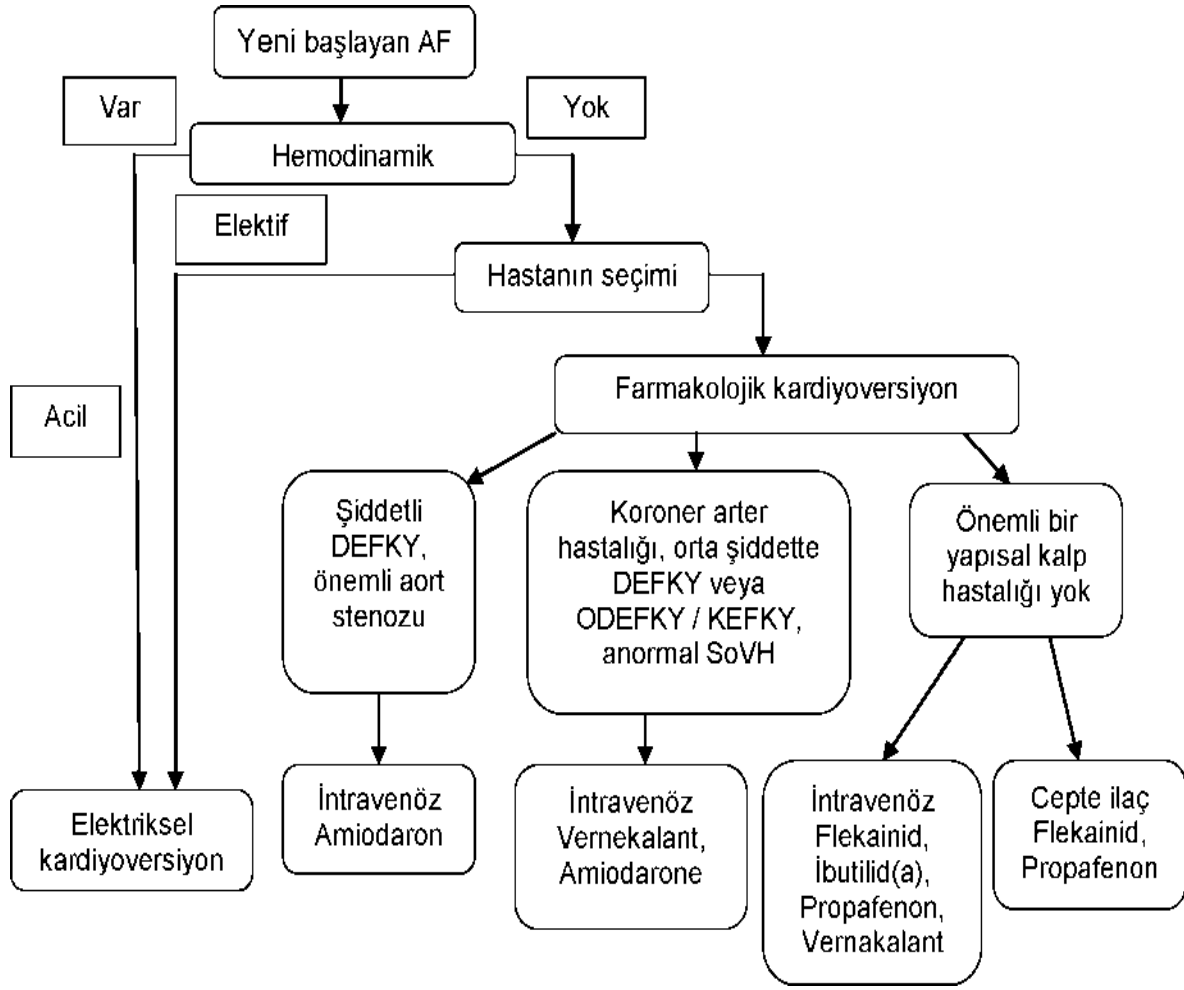 Yeni başlayan AF
Var
Yok
Hemodinamik
Elektif
Hastanın seçimi
Acil
Farmakolojik kardiyoversiyon
Şiddetli
DEFKY,
önemli aort
stenozu
Koroner arter
hastalığı, orta şiddette
DEFKY veya
ODEFKY / KEFKY,
anormal SoVH
Önemli bir
yapısal kalp
hastalığı yok
Elektriksel
kardiyoversiyon
İntravenöz
Amiodaron
İntravenöz
Vernekalant,
Amiodarone
İntravenöz
Flekainid,
İbutilid(a),
Propafenon,
Vernakalant
Cepte ilaç
Flekainid,
Propafenon